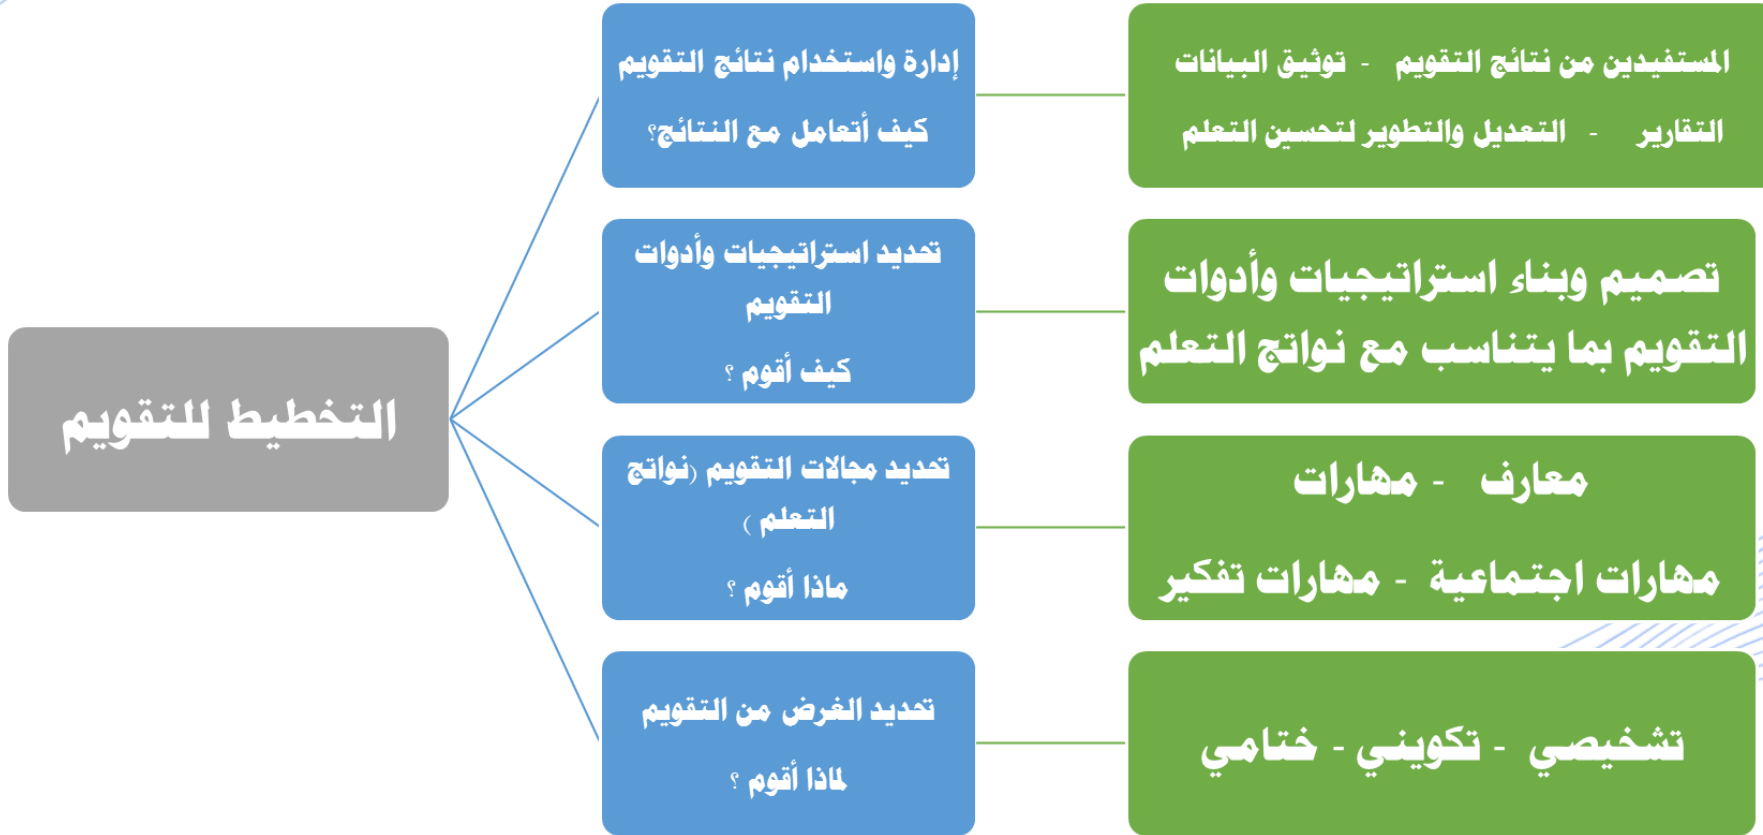 التخطيط للتقويم
إدارة واستخدام نتائج التقويم
كيف أتعامل مع النتائج؟
المستفيدين من نتائج التقويم - توثيق البيانات
التقارير - التعديل والتطوير لتحسين التعلم
تحديد استراتيجيات وأدوات
التقويم
كيف أقوم ؟
تصميم وبناء استراتيجيات وأدوات
التقويم بما يتناسب مع نواتج التعلم
تحديد مجالات التقويم (نواتج
التعلم )
ماذا أقوم ؟
معارف - مهارات
مهارات اجتماعية - مهارات تفكير
تحديد الغرض من التقويم
لماذا أقوم ؟
تشخيصي - تكويني - ختامي